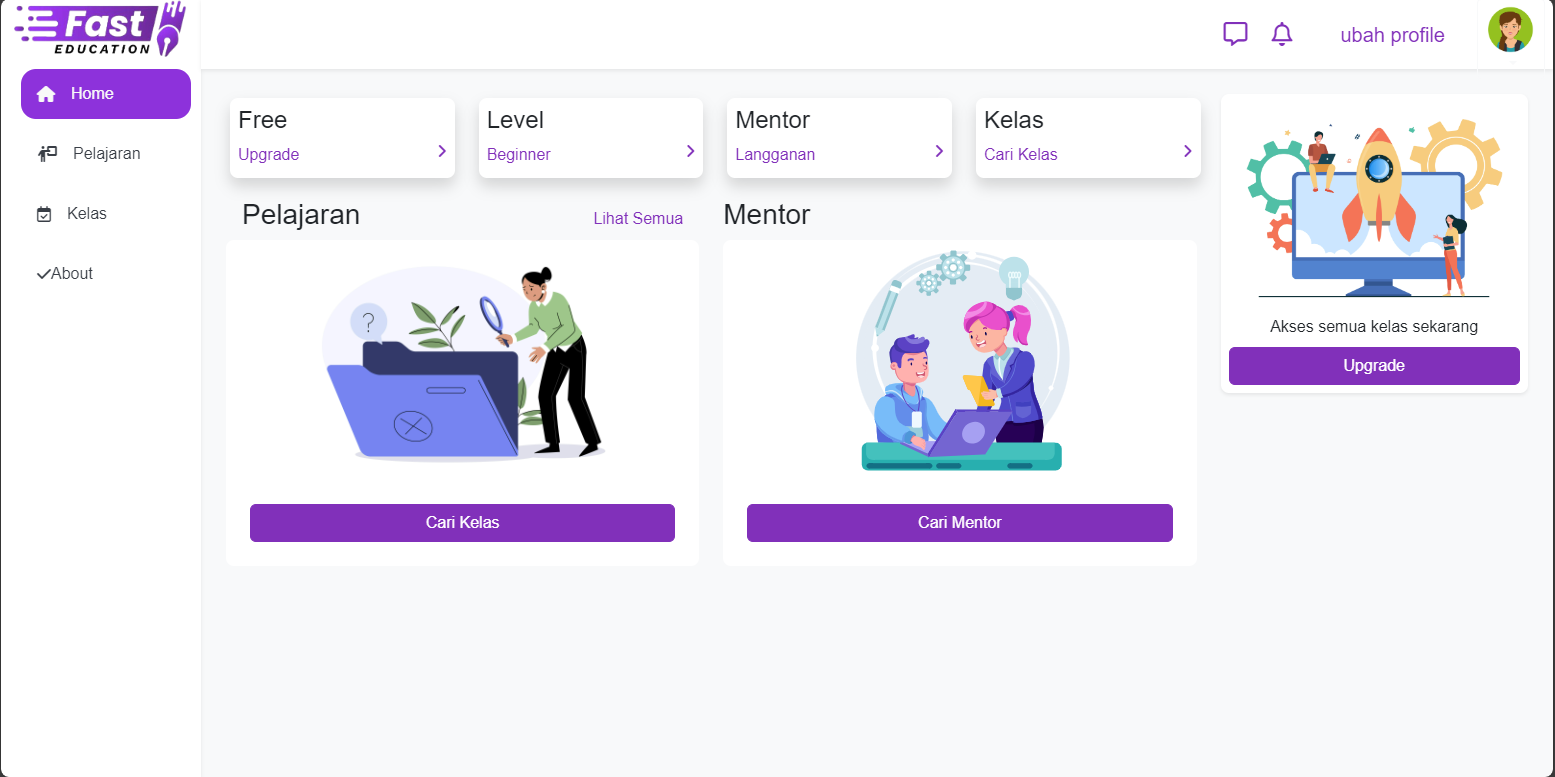 Fast
EDUCATION
ubah profile
Home
Pelajaran
Kelas
About
Free
Upgrade
Level
Beginner
Mentor
Langganan
Kelas
Cari Kelas
Pelajaran
Lihat Semua
?
Cari Kelas
Mentor
Cari Mentor
Akses semua kelas sekarang
Upgrade